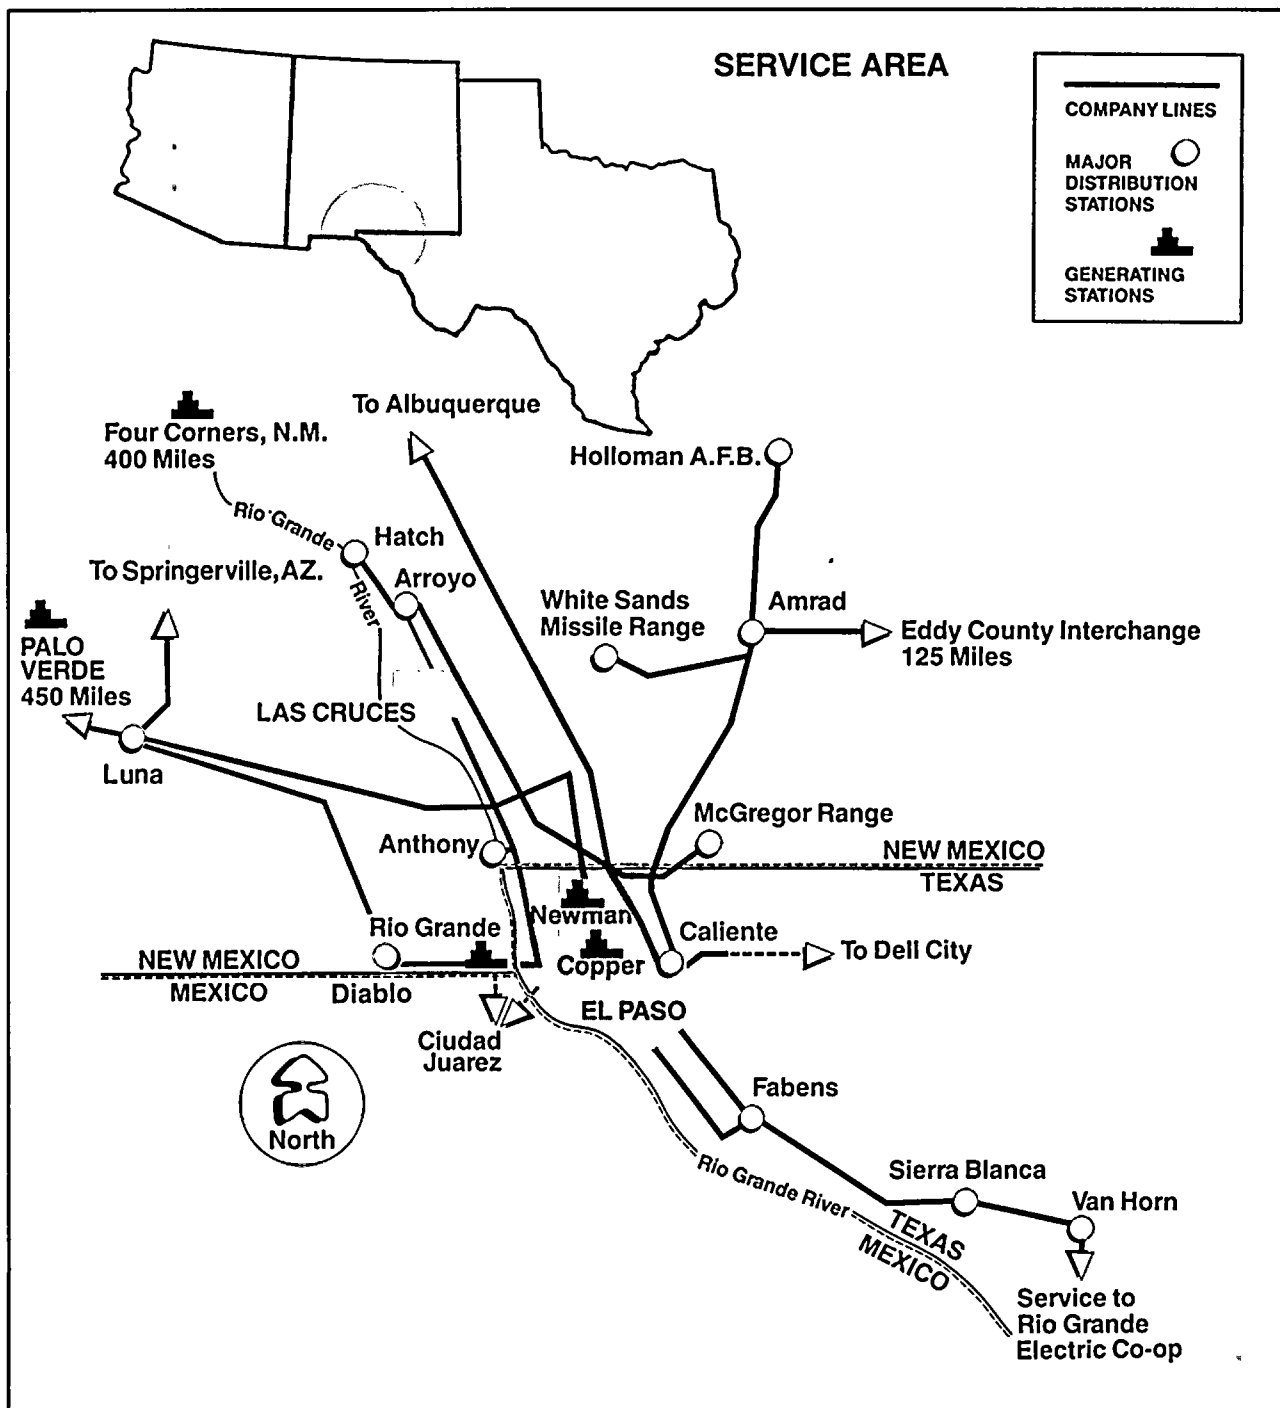 SERVICE AREA
COMPANY LINES
MAJOR
DISTRIBUTION
STATIONS
GENERATING
STATIONS
To Albuquerque
Four Corners, N.M.
400 Miles
Holloman A.F.B.
Rio Grande
River
Hatch
Arroyo
To Springerville, AZ.
White Sands
Missile Range
Amrad
Eddy County Interchange
125 Miles
PALO
VERDE
450 Miles
LAS CRUCES
Luna
McGregor Range
Anthony
NEW MEXICO
TEXAS
Newman
Rio Grande
Caliente
Copper
To Dell City
NEW MEXICO
MEXICO
Diablo
EL PASO
Ciudad
Juarez
North
Fabens
Rio Grande River
Sierra Blanca
Van Horn
TEXAS
MEXICO
Service to
Rio Grande
Electric Co-op